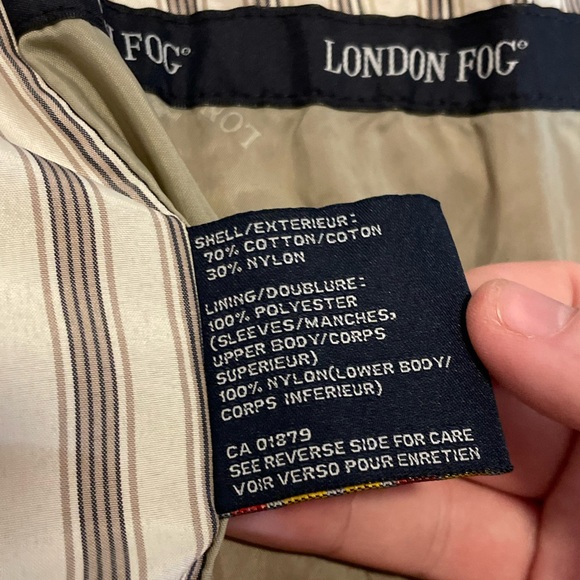 N FOG®
LONDON FOG®
LON
SHELL/EXTERIEUR:
70% COTTON/COTON
30% NYLON
LINING/DOUBLURE:
100% POLYESTER
(SLEEVES/MANCHES,
UPPER BODY/CORPS
SUPERIEUR)
100% NYLON(LOWER BODY/
CORPS INFERIEUR)
CA 01879
SEE REVERSE SIDE FOR CARE
VOIR VERSO POUR ENRETIEN